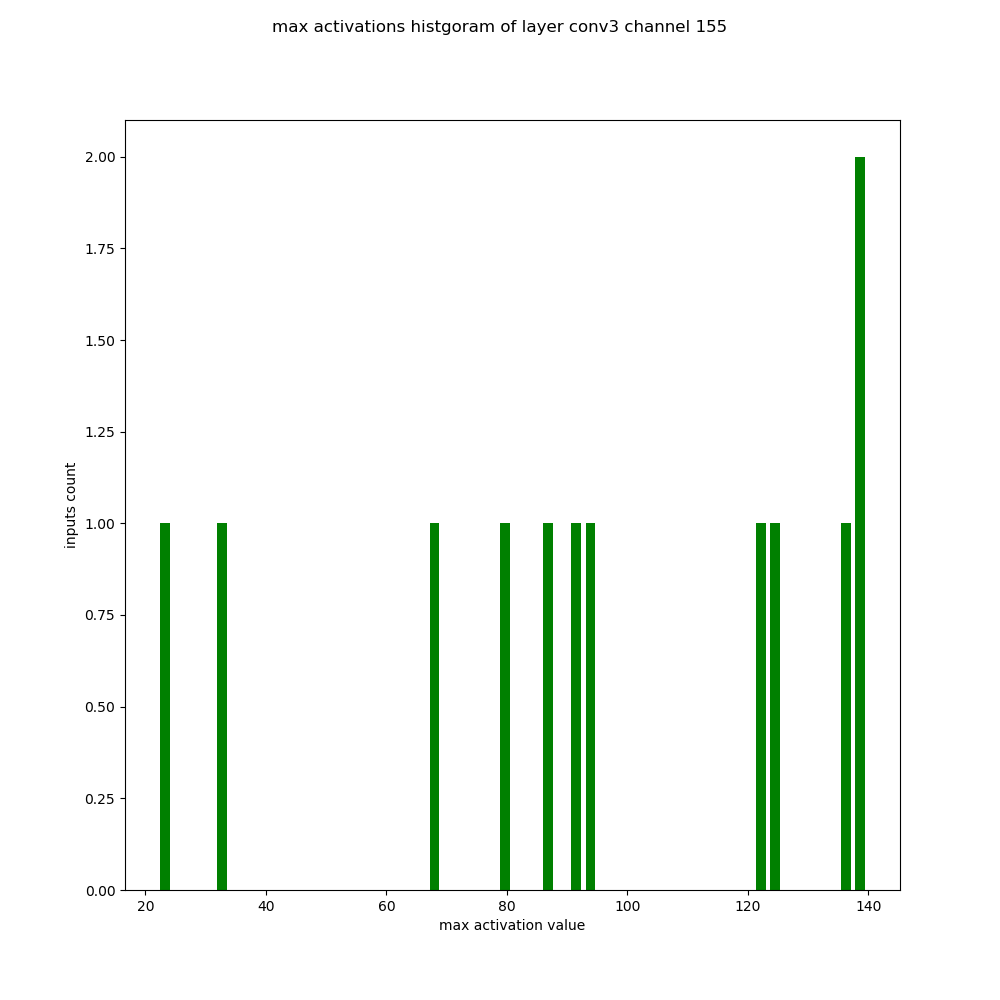 max activations histgoram of layer conv3 channel 155
2.00
1.75
1.50
1.25
1.00
0.75
0.50
0.25
0.00
inputs count
20 40 60 80 100 120 140
max activation value